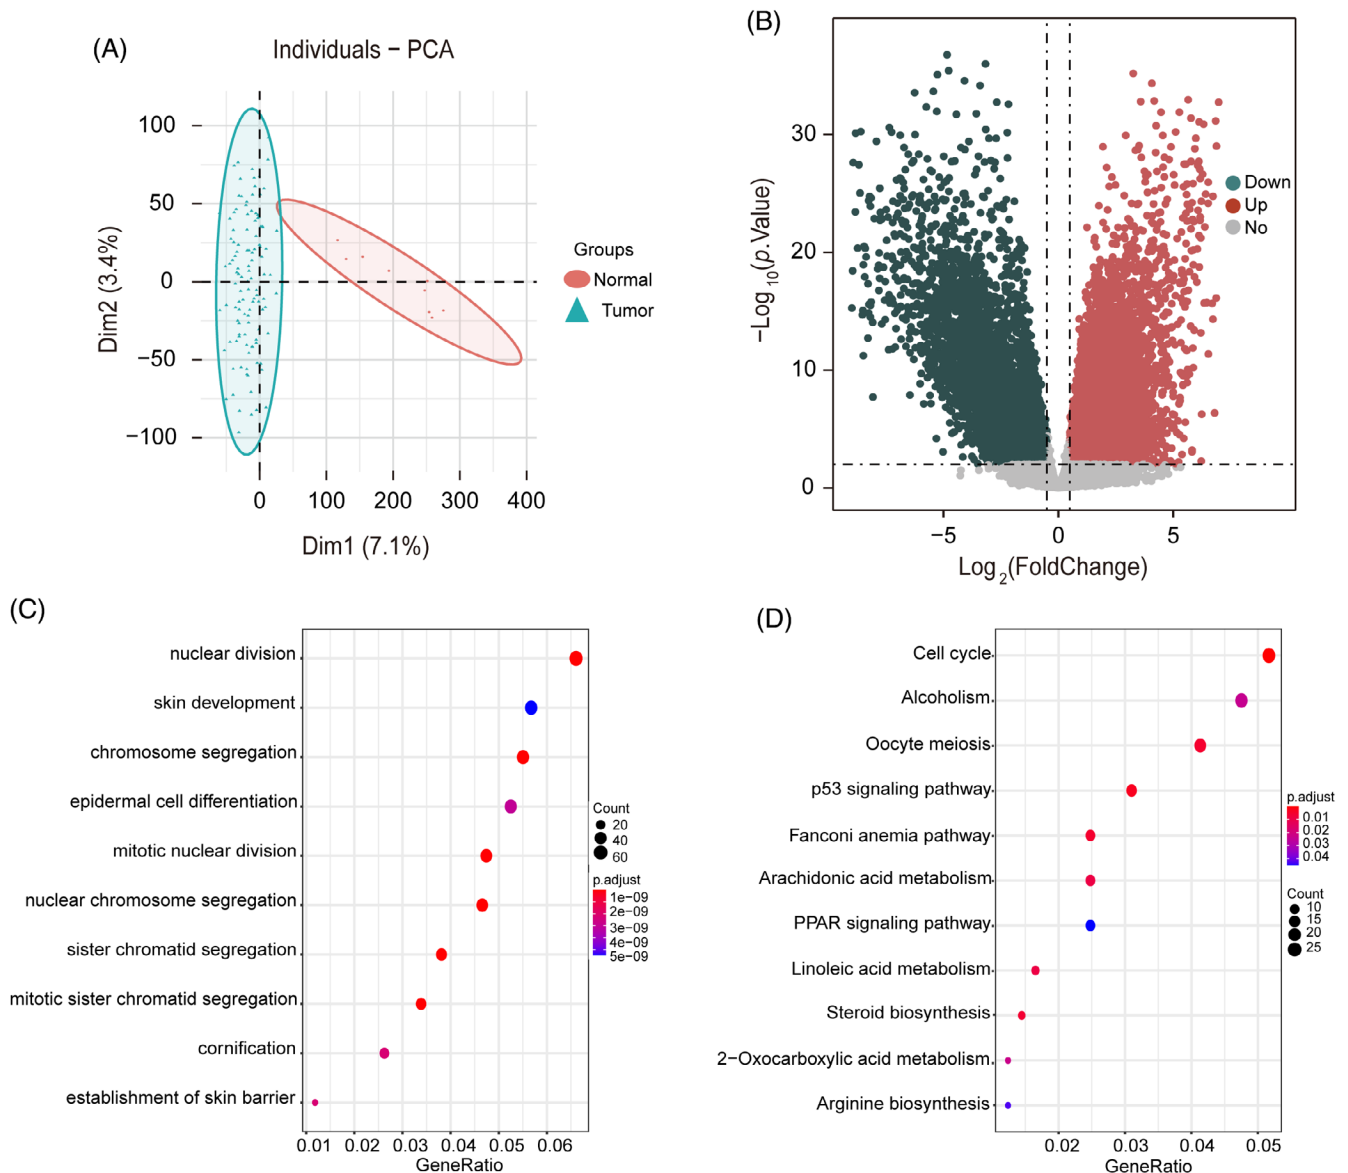 (A)
Individuals − PCA
100
50
0
−50
−100
Dim2 (3.4%)
0 100 200 300 400
Dim1 (7.1%)
Groups
Normal
Tumor
(B)
30
20
10
0
−Log10(p.Value)
−5 0 5
Log2(FoldChange)
Down
Up
No
(C)
nuclear division
skin development
chromosome segregation
epidermal cell differentiation
mitotic nuclear division
nuclear chromosome segregation
sister chromatid segregation
mitotic sister chromatid segregation
cornification
establishment of skin barrier
0.01 0.02 0.03 0.04 0.05 0.06
GeneRatio
Count
20
40
60
p.adjust
1e−09
2e−09
3e−09
4e−09
5e−09
(D)
Cell cycle
Alcoholism
Oocyte meiosis
p53 signaling pathway
Fanconi anemia pathway
Arachidonic acid metabolism
PPAR signaling pathway
Linoleic acid metabolism
Steroid biosynthesis
2−Oxocarboxylic acid metabolism
Arginine biosynthesis
0.02 0.03 0.04 0.05
GeneRatio
p.adjust
0.01
0.02
0.03
0.04
Count
10
15
20
25